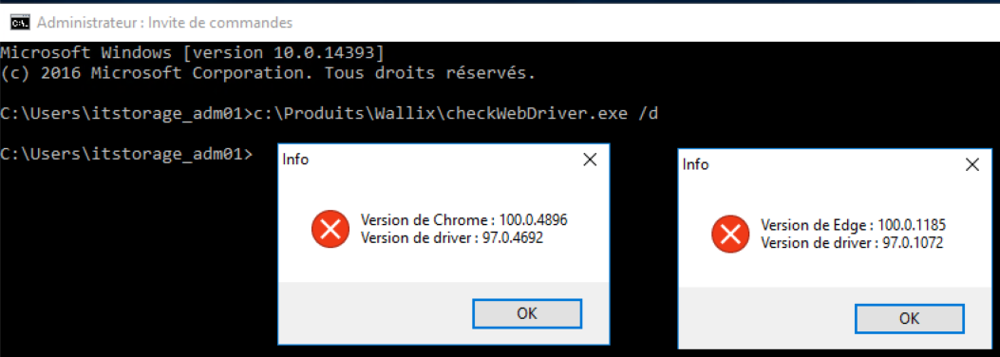 Administrateur : Invite de commandes
Microsoft Windows [version 10.0.14393]
(c) 2016 Microsoft Corporation. Tous droits réservés.
C:\Users\itstorage_adm01>c:\Produits\Wallix\checkWebDriver.exe /d
C:\Users\itstorage_adm01>
Info
Version de Chrome : 100.0.4896
Version de driver : 97.0.4692
OK
Info
Version de Edge : 100.0.1185
Version de driver : 97.0.1072
OK